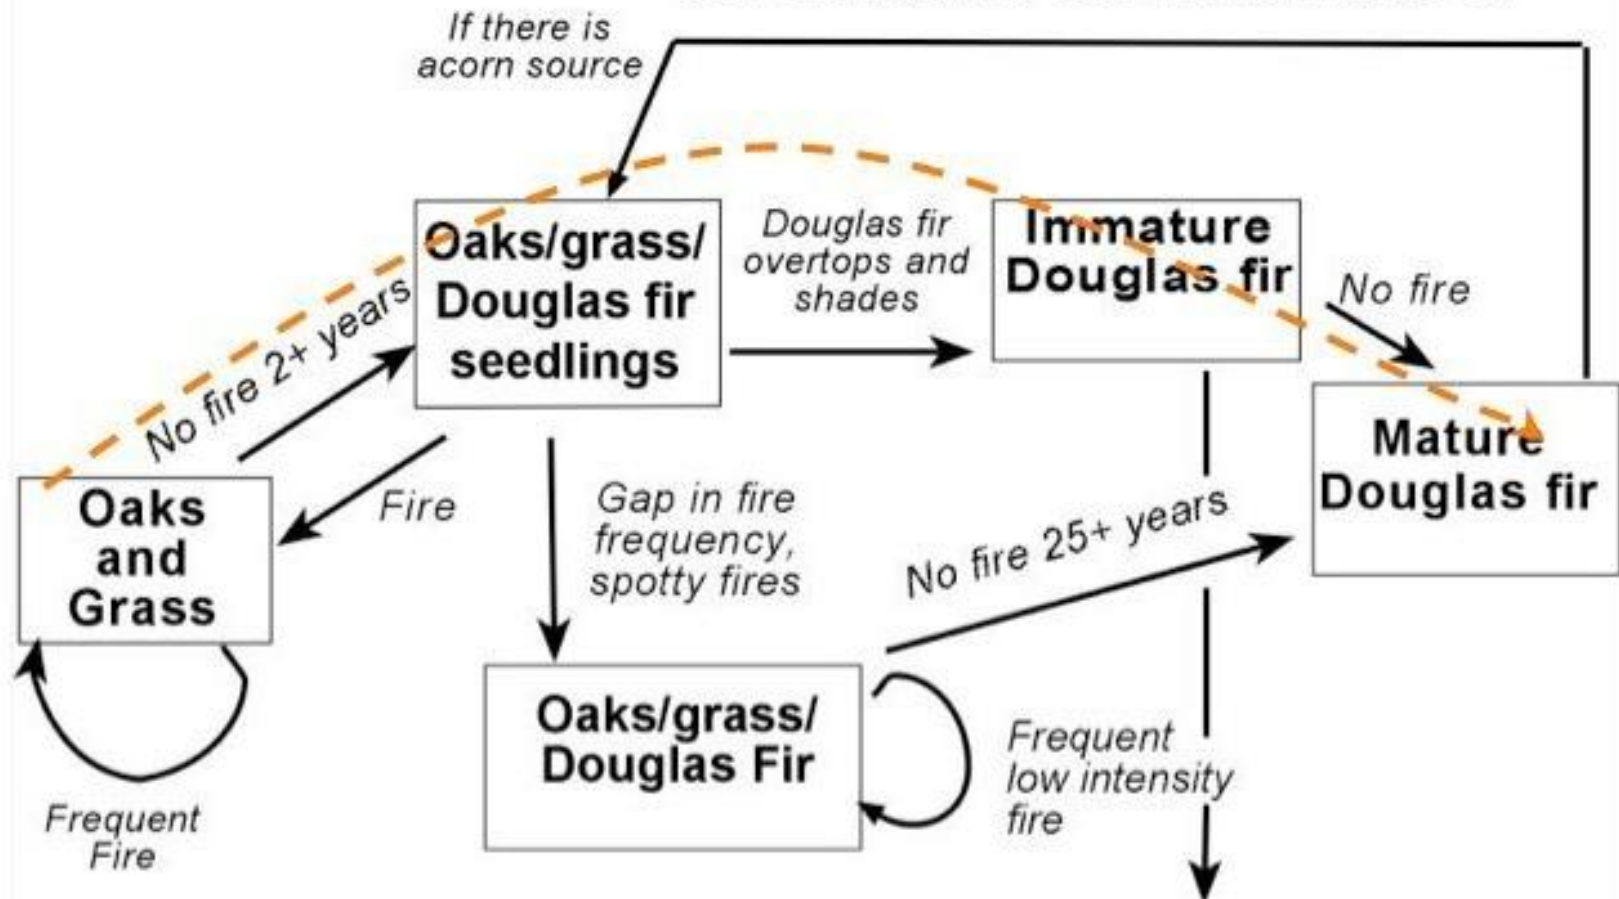 If there is
acorn source
Oaks/grass/
Douglas fir
seedlings
Douglas fir
overtops and
shades
Immature
Douglas fir
No fire
Mature
Douglas fir
No fire 2+ years
Oaks
and
Grass
Fire
Gap in fire
frequency,
spotty fires
No fire 25+ years
Oaks/grass/
Douglas Fir
Frequent
low intensity
fire
Frequent
Fire